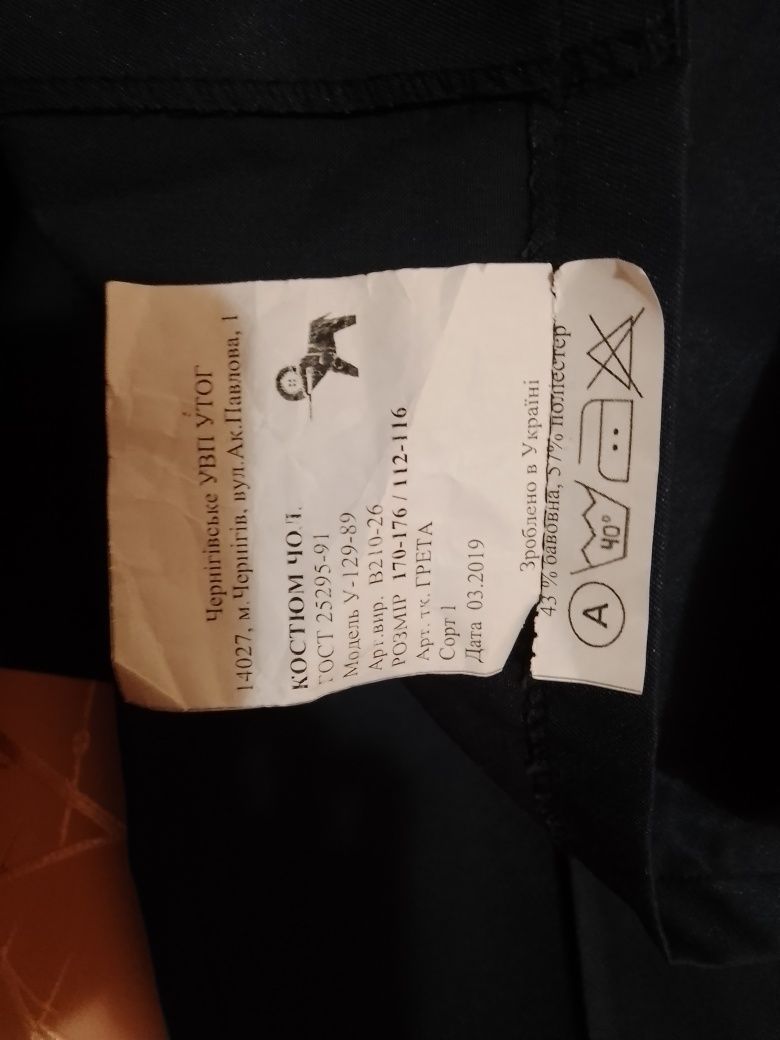 Чернігівське УВП УТОГ
14027, м.Чернігів, вул.Ак.Павлова, 1
КОСТЮМ ЧОЛ.
ГОСТ 25295-91
Модель У-129-89
Арт.вир. В210-26
РОЗМІР 170-176 / 112-116
Арт. тк. ГРЕТА
Сорт 1
Дата 03.2019
Зроблено в Україні
43 % бавовна, 57% поліестер
A 40°